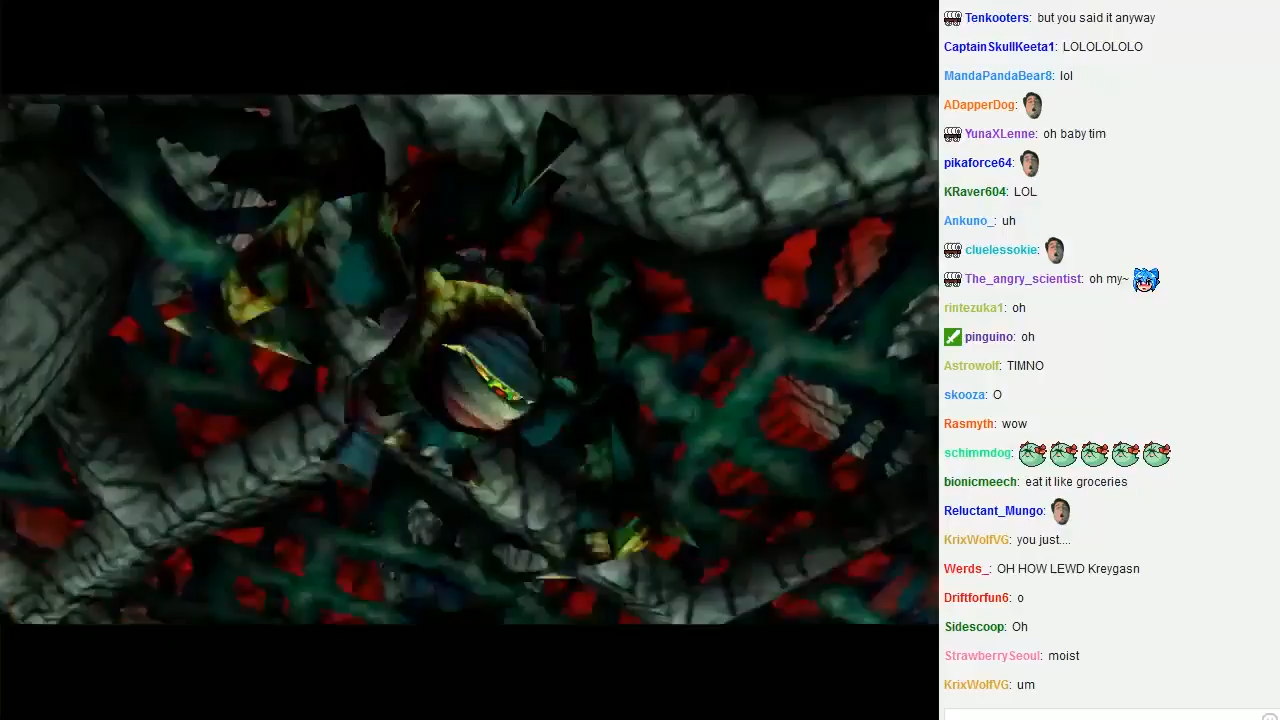 Tenkooters: but you said it anyway
CaptainSkullKeeta1: LOLOLOLOLO
MandaPandaBear8: lol
ADapperDog:
YunaXLenne: oh baby tim
pikaforce64:
KRaver604: LOL
Ankuno_: uh
cluelessokie:
The_angry_scientist: oh my~
rintezuka1: oh
pinguino: oh
Astrowolf: TIMNO
skooza: O
Rasmyth: wow
schimmdog:
bionicmeech: eat it like groceries
Reluctant_Mungo:
KrixWolfVG: you just....
Werds_: OH HOW LEWD Kreygasn
Driftforfun6: o
Sidescoop: Oh
StrawberrySeoul: moist
KrixWolfVG: um